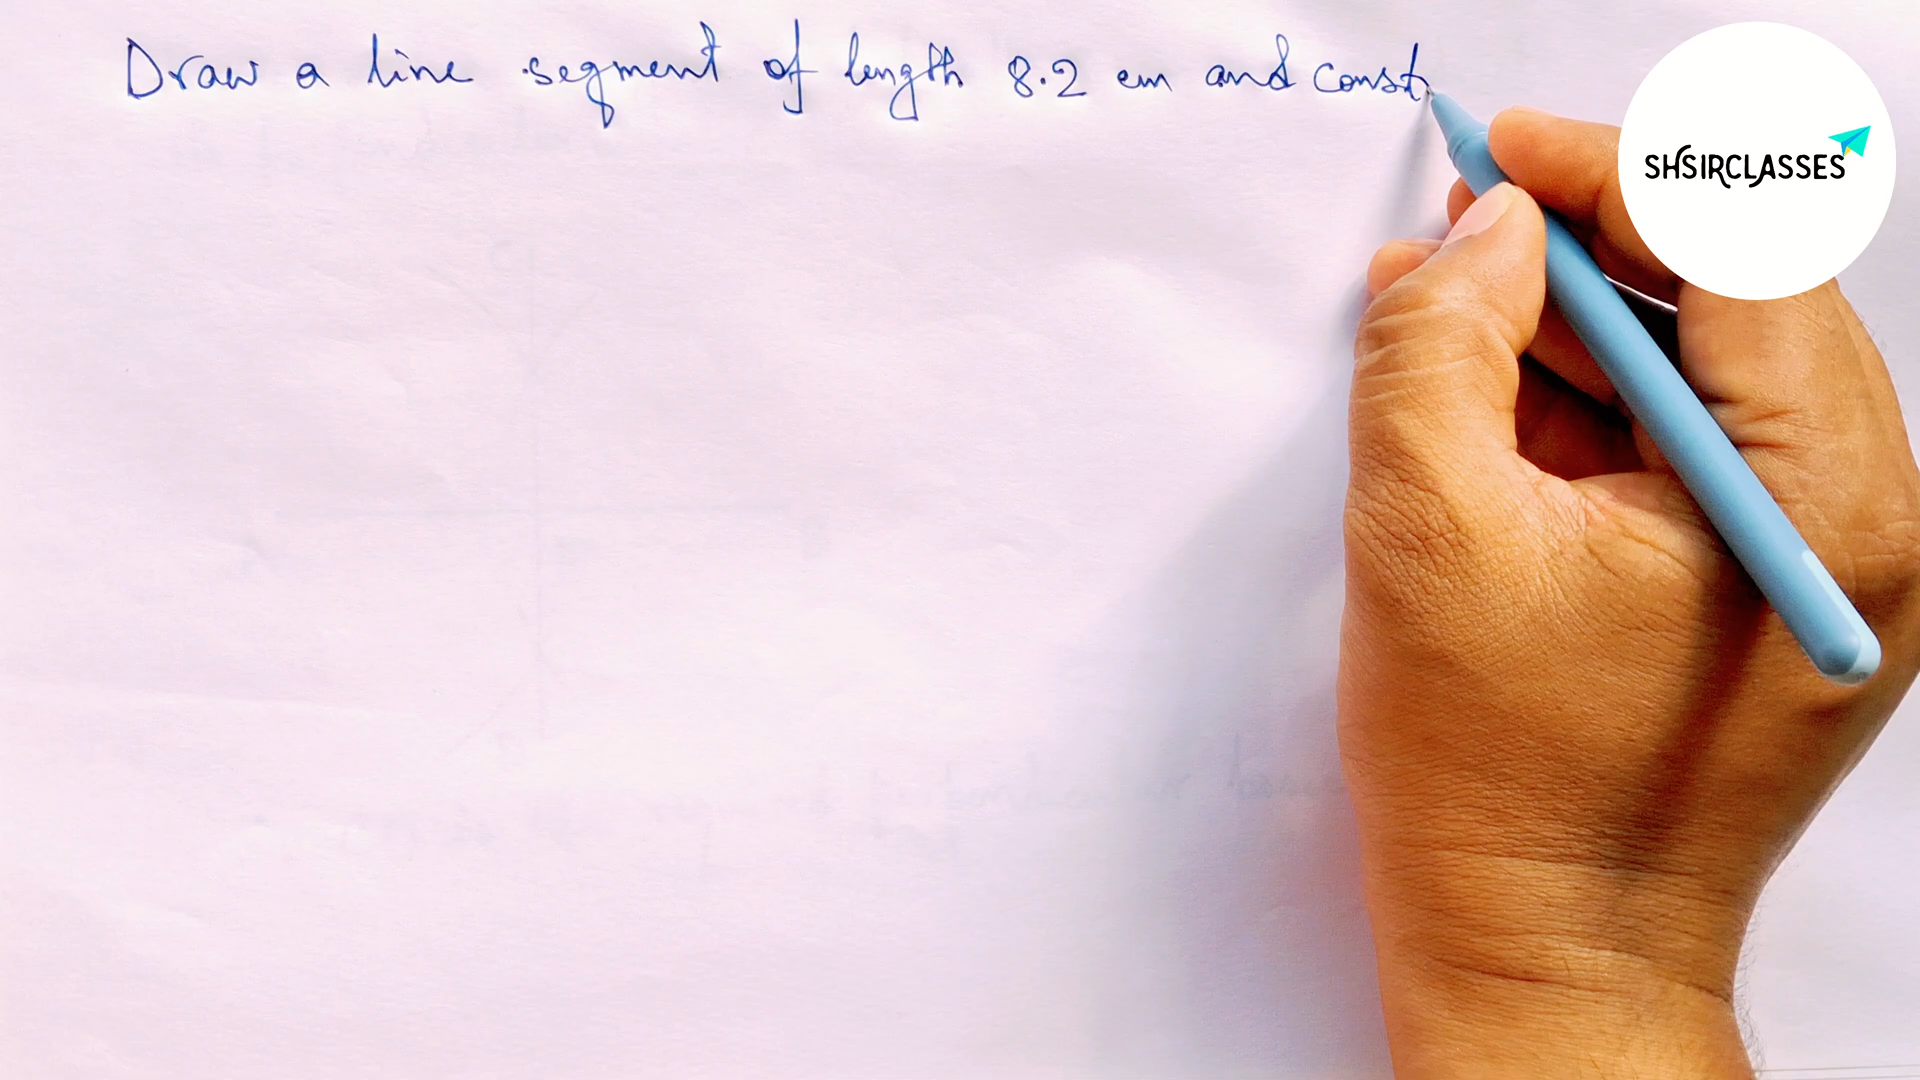 Draw a line segment of length 8.2 cm and const
SHSIRCLASSES